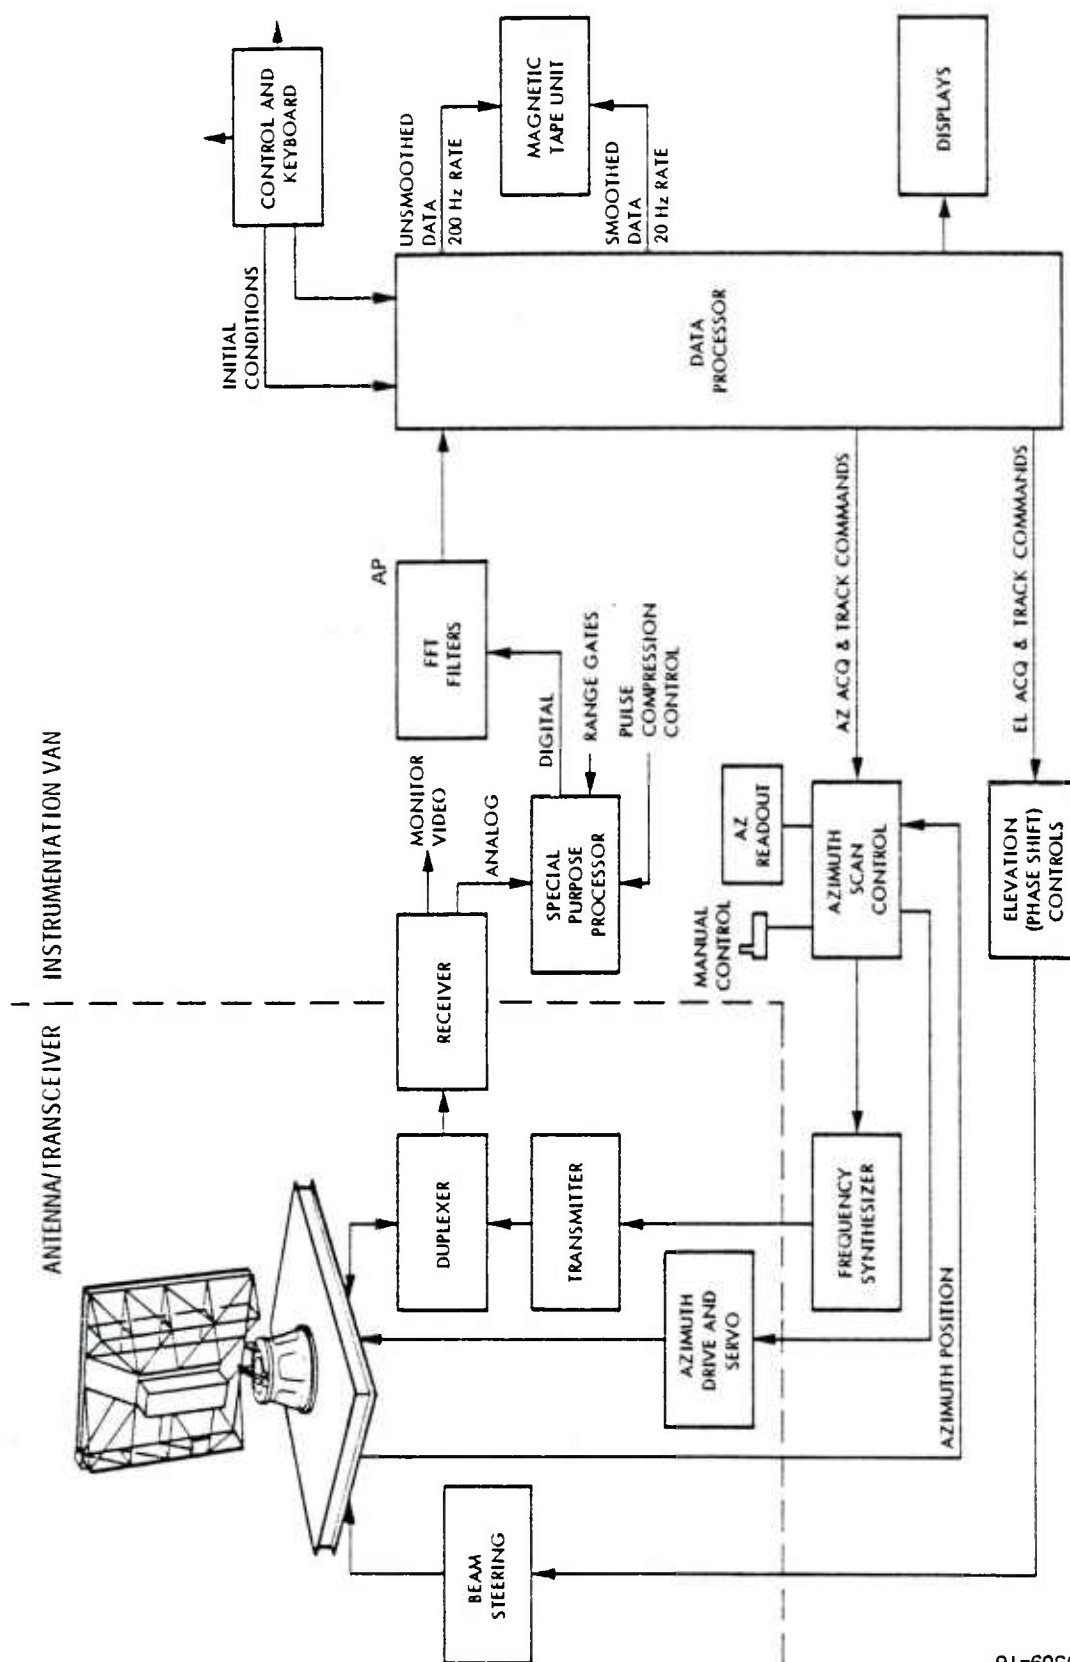 ANTENNA/TRANSCEIVER
INSTRUMENTATION VAN
INITIAL
CONDITIONS
CONTROL AND
KEYBOARD
UNSMOOTHED
DATA
200 Hz RATE
MAGNETIC
TAPE UNIT
SMOOTHED
DATA
20 Hz RATE
DISPLAYS
DATA
PROCESSOR
AP
FFT
FILTERS
MONITOR
VIDEO
ANALOG
DIGITAL
RANGE GATES
PULSE
COMPRESSION
CONTROL
SPECIAL
PURPOSE
PROCESSOR
RECEIVER
DUPLEXER
TRANSMITTER
MANUAL
CONTROL
AZ
READOUT
AZIMUTH
SCAN
CONTROL
AZ ACQ & TRACK COMMANDS
EL ACQ & TRACK COMMANDS
ELEVATION
(PHASE SHIFT)
CONTROLS
FREQUENCY
SYNTHESIZER
AZIMUTH
DRIVE AND
SERVO
AZIMUTH POSITION
BEAM
STEERING